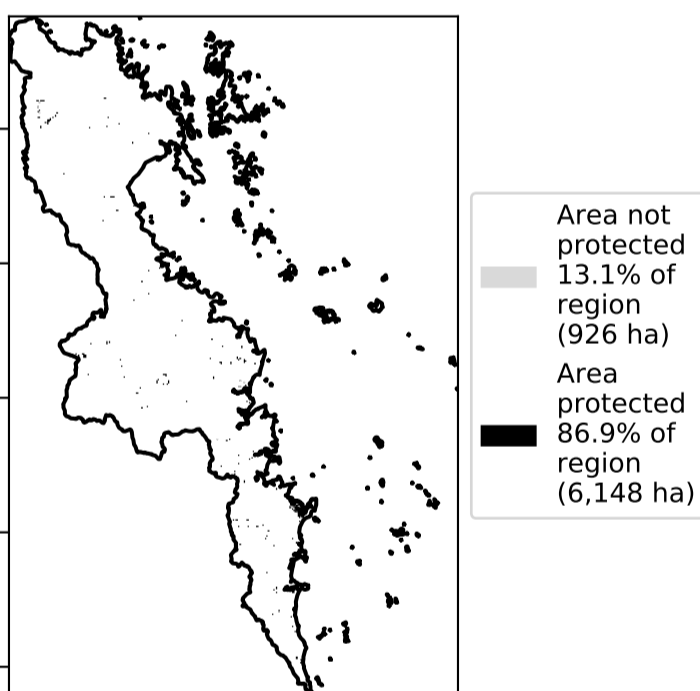 Area not
protected
13.1% of
region
(926 ha)
Area
protected
86.9% of
region
(6,148 ha)